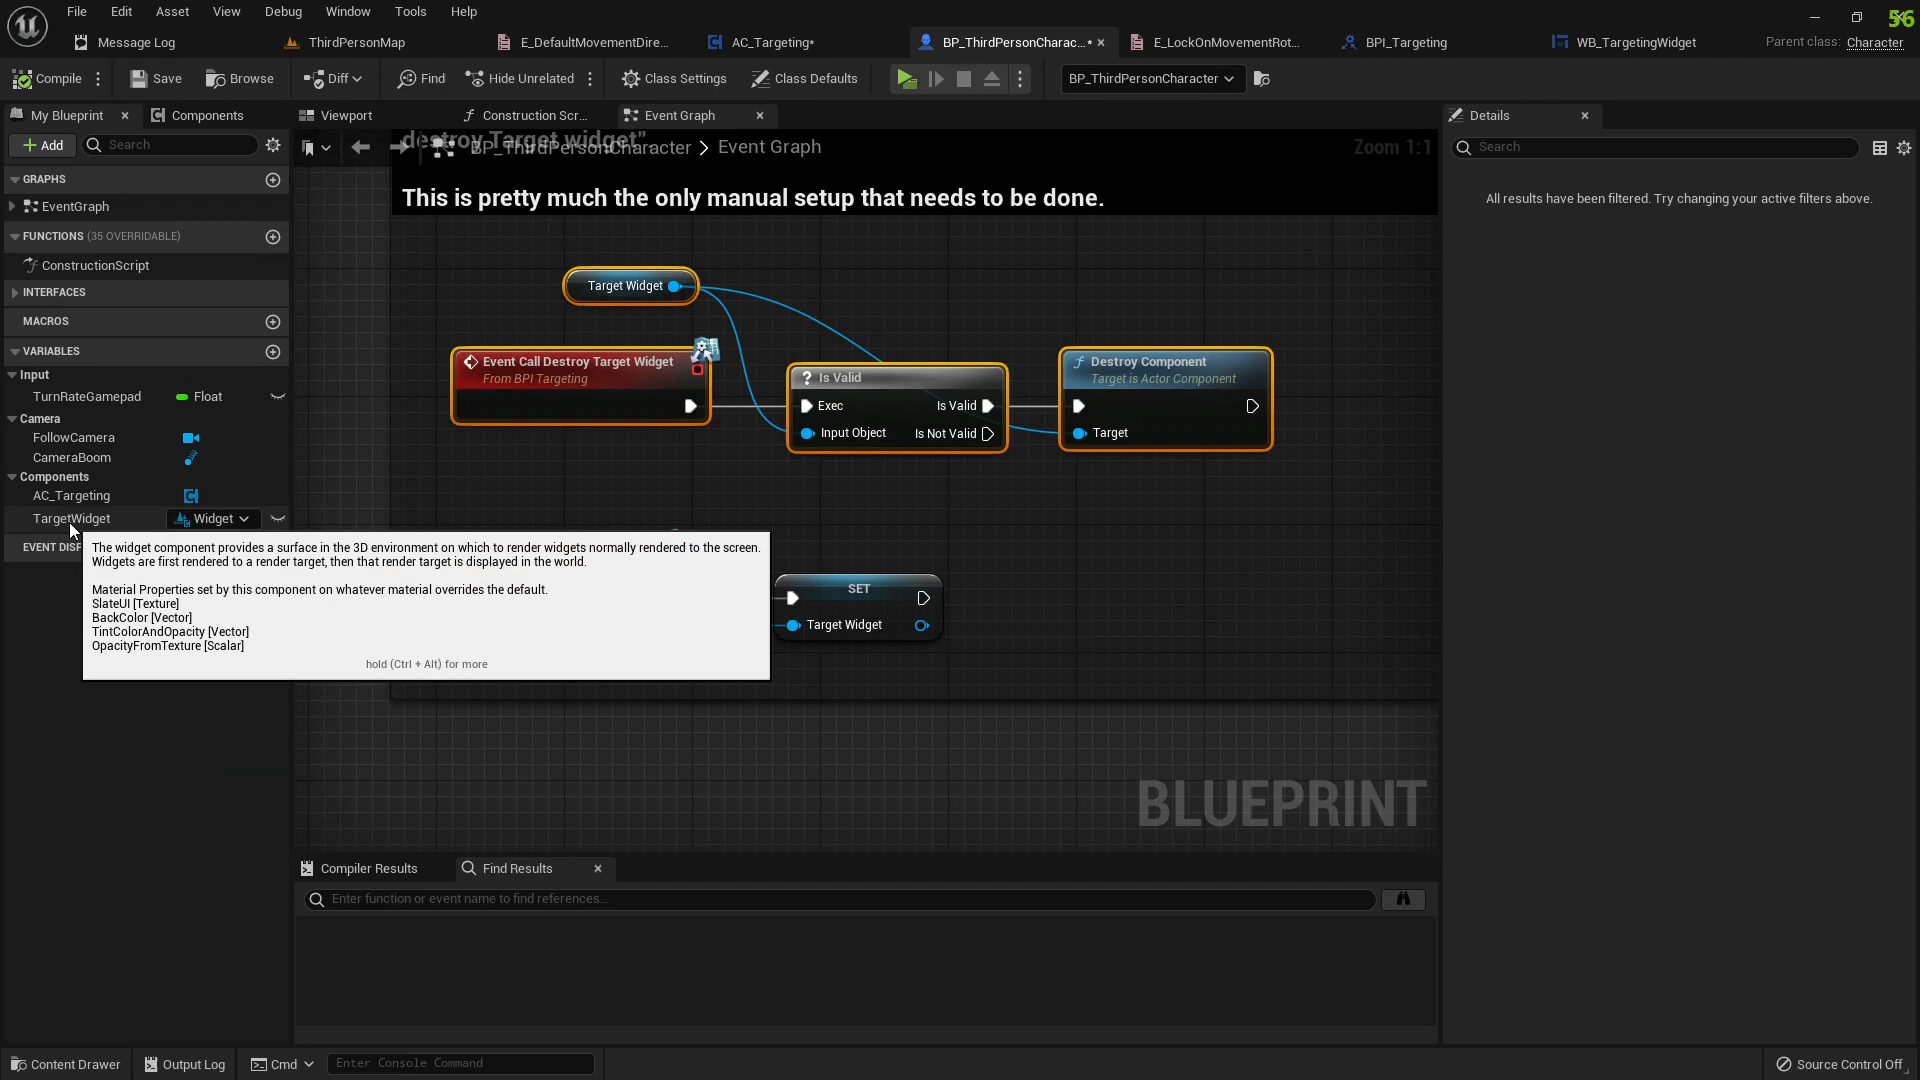 File Edit Asset View Debug Window Tools Help
56
Message Log
ThirdPersonMap
E_DefaultMovementDire...
AC_Targeting*
BP_ThirdPersonCharac...*
E_LockOnMovementRot...
BPI_Targeting
WB_TargetingWidget
Parent class: Character
Compile
Save
Browse
Diff
Find
Hide Unrelated
Class Settings
Class Defaults
BP_ThirdPersonCharacter
My Blueprint
Components
Viewport
Construction Scr...
Event Graph
Details
Add
Search
destroy Target widget"
BP_ThirdPersonCharacter > Event Graph
Zoom 1:1
Search
GRAPHS
EventGraph
This is pretty much the only manual setup that needs to be done.
All results have been filtered. Try changing your active filters above.
FUNCTIONS (35 OVERRIDABLE)
ConstructionScript
INTERFACES
MACROS
VARIABLES
Input
TurnRateGamepad
Float
Camera
FollowCamera
CameraBoom
Components
AC_Targeting
TargetWidget
Widget
EVENT DISP
Target Widget
Event Call Destroy Target Widget
From BPI Targeting
? Is Valid
Exec
Is Valid
Input Object
Is Not Valid
Destroy Component
Target is Actor Component
Target
The widget component provides a surface in the 3D environment on which to render widgets normally rendered to the screen.
Widgets are first rendered to a render target, then that render target is displayed in the world.
Material Properties set by this component on whatever material overrides the default.
SlateUI [Texture]
BackColor [Vector]
TintColorAndOpacity [Vector]
OpacityFromTexture [Scalar]
hold (Ctrl + Alt) for more
SET
Target Widget
BLUEPRINT
Compiler Results
Find Results
Enter function or event name to find references...
Content Drawer
Output Log
Cmd
Enter Console Command
Source Control Off